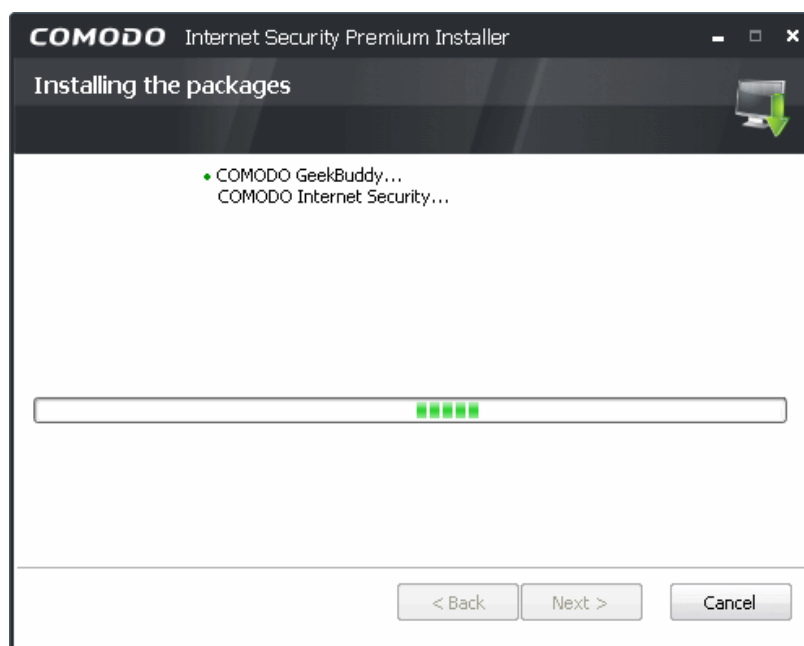 COMODO Internet Security Premium Installer
Installing the packages
COMODO GeekBuddy...
COMODO Internet Security...
< Back Next > Cancel